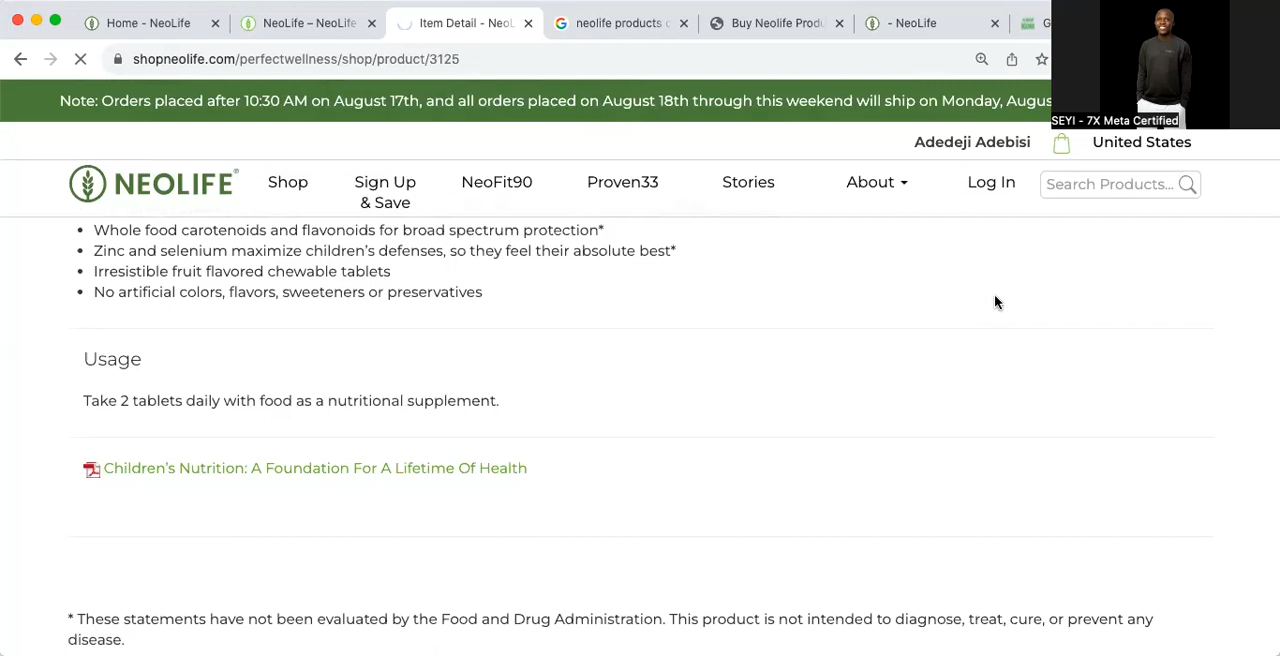 Home - NeoLife
NeoLife – NeoLife
Item Detail - Neo
neolife products
Buy Neolife Prod
- NeoLife
G
shopneolife.com/perfectwellness/shop/product/3125
SEYI - 7X Meta Certified
Note: Orders placed after 10:30 AM on August 17th, and all orders placed on August 18th through this weekend will ship on Monday, Augus
Adedeji Adebisi
United States
NEOLIFE®
Shop
Sign Up
& Save
NeoFit90
Proven33
Stories
About
Log In
Search Products...
• Whole food carotenoids and flavonoids for broad spectrum protection*
• Zinc and selenium maximize children's defenses, so they feel their absolute best*
• Irresistible fruit flavored chewable tablets
• No artificial colors, flavors, sweeteners or preservatives
Usage
Take 2 tablets daily with food as a nutritional supplement.
Children's Nutrition: A Foundation For A Lifetime Of Health
* These statements have not been evaluated by the Food and Drug Administration. This product is not intended to diagnose, treat, cure, or prevent any
disease.